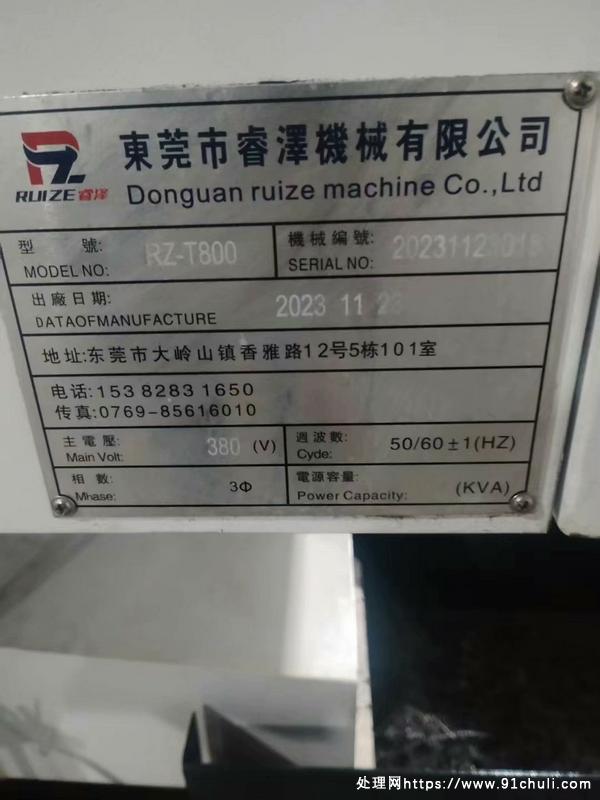 東莞市睿澤機械有限公司
RUIZE 睿泽
Donguan ruize machine Co.,Ltd
型 號:
MODEL NO:
RZ-T800
機械編號:
SERIAL NO:
出廠日期:
DATAOFMANUFACTURE
2023 11 23
地址:东莞市大岭山镇香雅路12号5栋101室
电话:153 8283 1650
传真:0769-85616010
主電壓:
Main Volt:
380 (V)
週波數:
Cyde:
50/60±1(HZ)
相 數:
Mhase:
3Φ
電源容量:
Power Capacity:
(KVA)
处理网https://www.91chuli.com